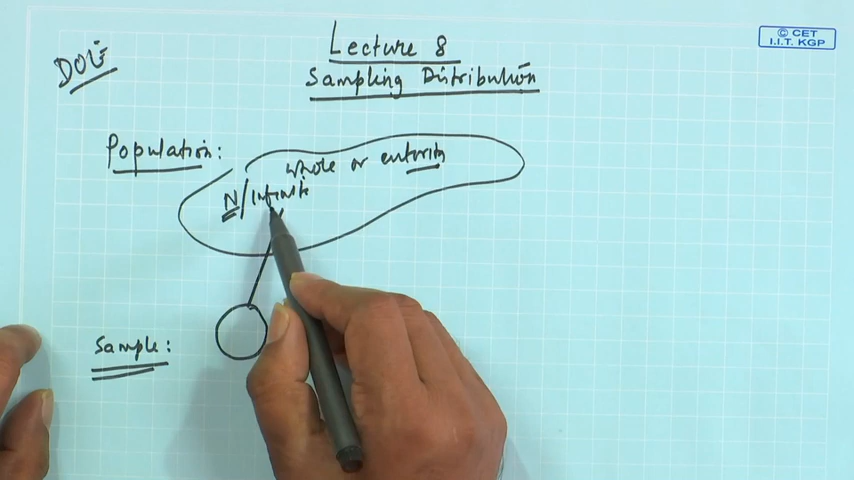 © CET
I.I.T. KGP
Lecture 8
Sampling Distribution
DOE
Population:
whole or entirity
N/Infinite
Sample: